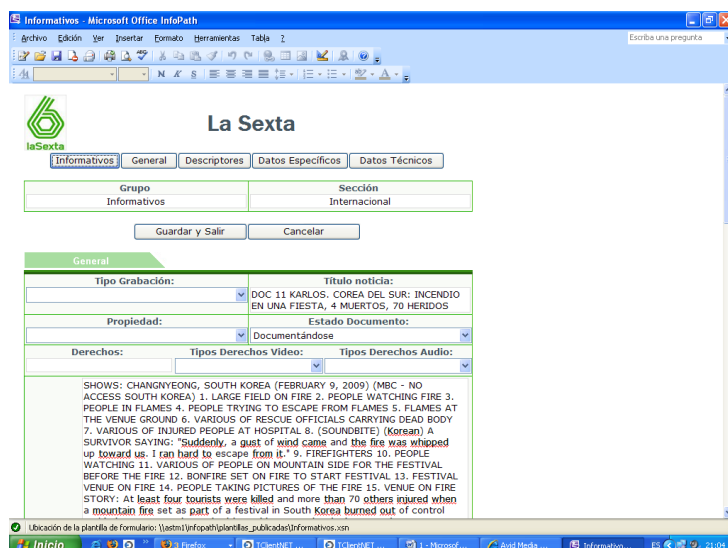 Informativos - Microsoft Office InfoPath
Archivo Edición Ver Insertar Formato Herramientas Tabla ?
Escriba una pregunta
N K S
laSexta
La Sexta
Informativos General Descriptores Datos Específicos Datos Técnicos
Grupo Sección
Informativos Internacional
Guardar y Salir Cancelar
General
Tipo Grabación: Título noticia:
DOC 11 KARLOS. COREA DEL SUR: INCENDIO
EN UNA FIESTA, 4 MUERTOS, 70 HERIDOS
Propiedad: Estado Documento:
Documentándose
Derechos: Tipos Derechos Video: Tipos Derechos Audio:
SHOWS: CHANGNYEONG, SOUTH KOREA (FEBRUARY 9, 2009) (MBC - NO
ACCESS SOUTH KOREA) 1. LARGE FIELD ON FIRE 2. PEOPLE WATCHING FIRE 3.
PEOPLE IN FLAMES 4. PEOPLE TRYING TO ESCAPE FROM FLAMES 5. FLAMES AT
THE VENUE GROUND 6. VARIOUS OF RESCUE OFFICIALS CARRYING DEAD BODY
7. VARIOUS OF INJURED PEOPLE AT HOSPITAL 8. (SOUNDBITE) (Korean) A
SURVIVOR SAYING: "Suddenly, a gust of wind came and the fire was whipped
up toward us. I ran hard to escape from it." 9. FIREFIGHTERS 10. PEOPLE
WATCHING 11. VARIOUS OF PEOPLE ON MOUNTAIN SIDE FOR THE FESTIVAL
BEFORE THE FIRE 12. BONFIRE SET ON FIRE TO START FESTIVAL 13. FESTIVAL
VENUE ON FIRE 14. PEOPLE TAKING PICTURES OF THE FIRE 15. VENUE ON FIRE
STORY: At least four tourists were killed and more than 70 others injured when
a mountain fire set as part of a festival in South Korea burned out of control
Ubicación de la plantilla de formulario: \\astm1\infopath\plantillas_publicadas\Informativos.xsn
Inicio 3 Firefox TClientNET ... TClientNET ... 1 - Microsof... Avid Media ... Informativo... ES 21:04